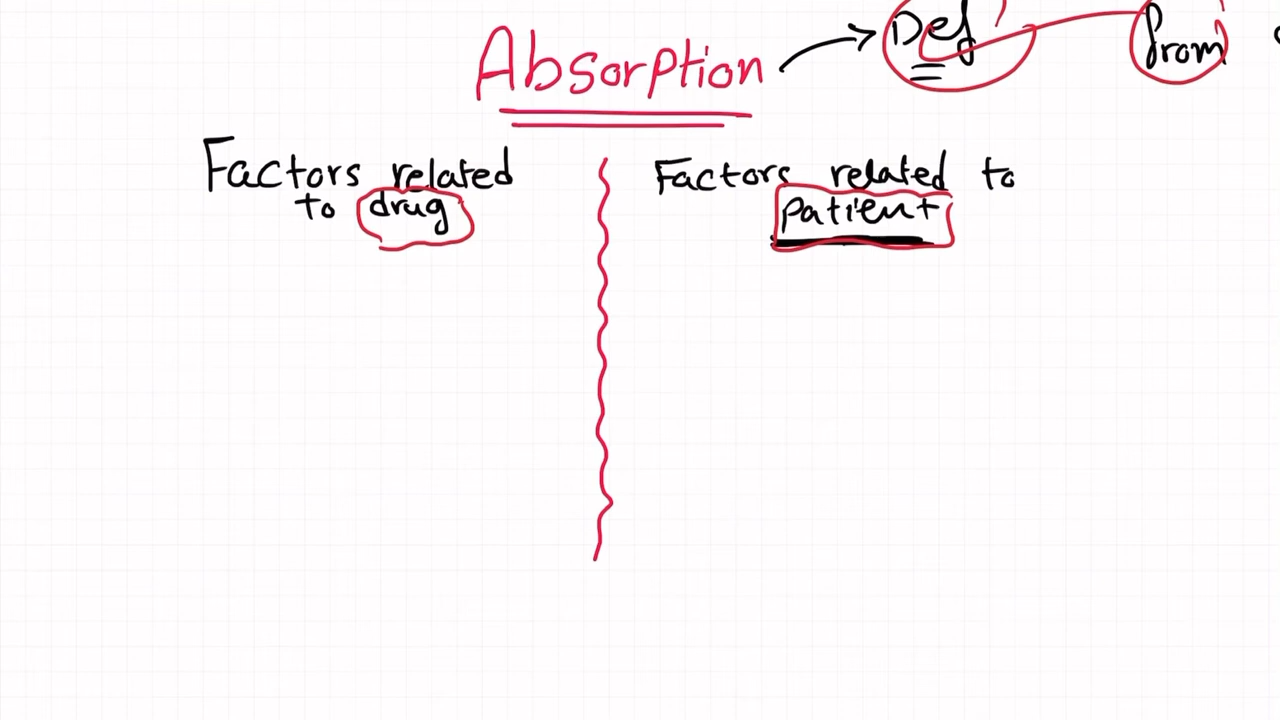 Absorption → Def from
Factors related
to drug
Factors related to
patient